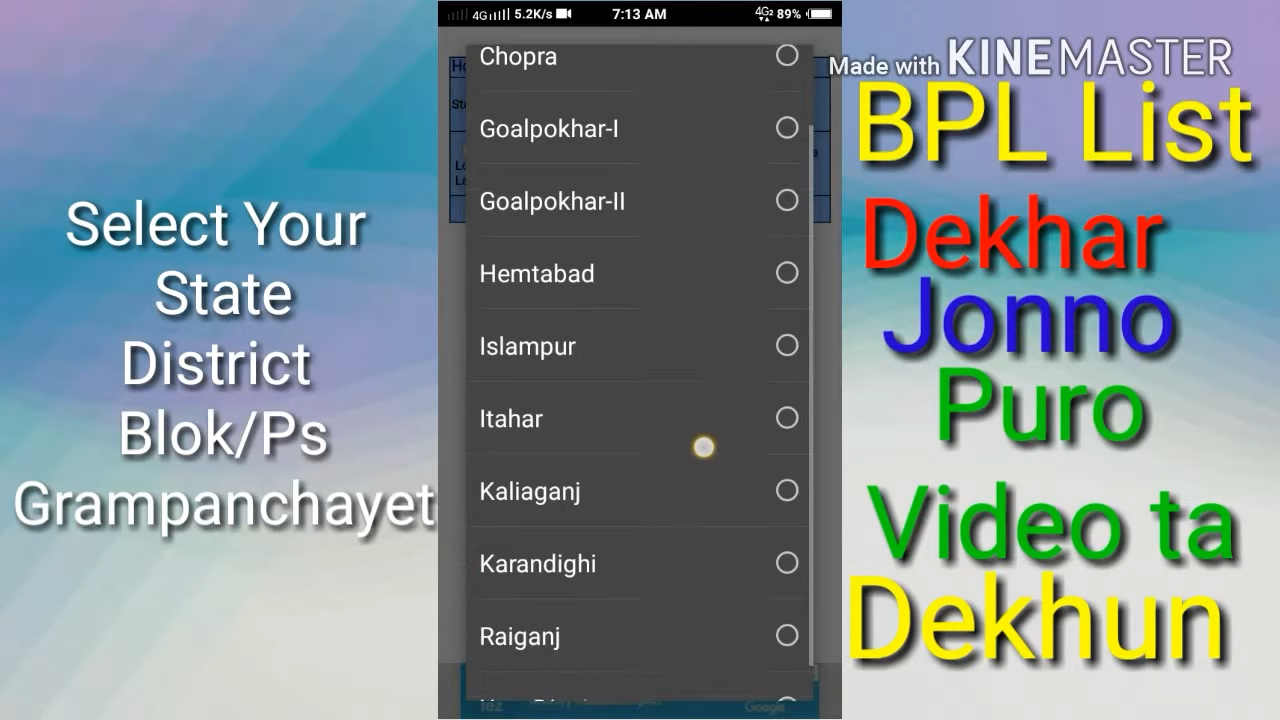 4G 5.2K/s 7:13 AM 4G 89%
Made with KINEMASTER
Select Your
State
District
Blok/Ps
Grampanchayet
Chopra
Goalpokhar-I
Goalpokhar-II
Hemtabad
Islampur
Itahar
Kaliaganj
Karandighi
Raiganj
Google
BPL List
Dekhar
Jonno
Puro
Video ta
Dekhun